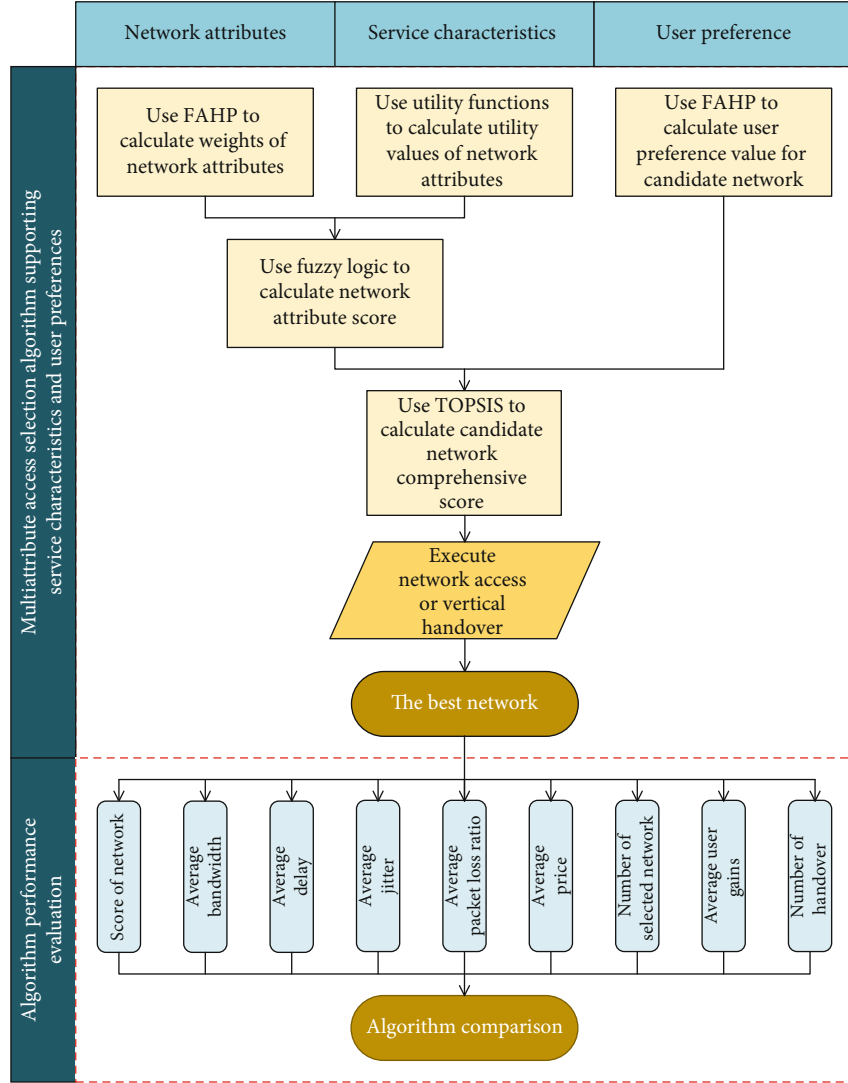 Network attributes
Service characteristics
User preference
Multiattribute access selection algorithm supporting
service characteristics and user preferences
Use FAHP to
calculate weights of
network attributes
Use utility functions
to calculate utility
values of network
attributes
Use FAHP to
calculate user
preference value for
candidate network
Use fuzzy logic to
calculate network
attribute score
Use TOPSIS to
calculate candidate
network
comprehensive
score
Execute
network access
or vertical
handover
The best network
Algorithm performance
evaluation
Score of network
Average
bandwidth
Average
delay
Average
jitter
Average
packet loss ratio
Average
price
Number of
selected network
Average user
gains
Number of
handover
Algorithm comparison